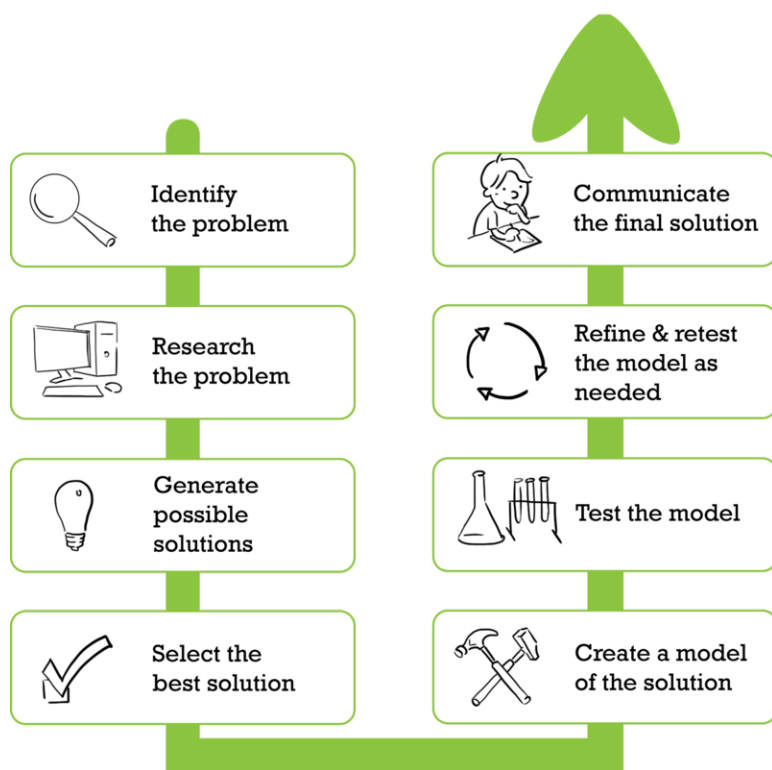 Identify
the problem
Research
the problem
Generate
possible
solutions
Select the
best solution
Create a model
of the solution
Test the model
Refine & retest
the model as
needed
Communicate
the final solution